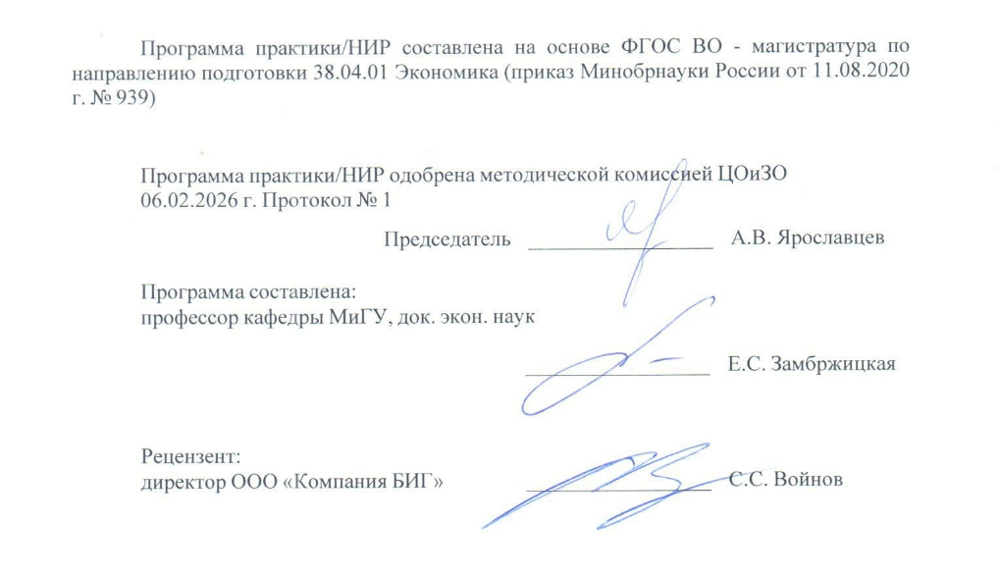 Программа практики/НИР составлена на основе ФГОС ВО - магистратура по
направлению подготовки 38.04.01 Экономика (приказ Минобрнауки России от 11.08.2020
г. № 939)
Программа практики/НИР одобрена методической комиссией ЦОиЗО
06.02.2026 г. Протокол № 1
Председатель А.В. Ярославцев
Программа составлена:
профессор кафедры МиГУ, док. экон. наук
Е.С. Замбржицкая
Рецензент:
директор ООО «Компания БИГ» С.С. Войнов